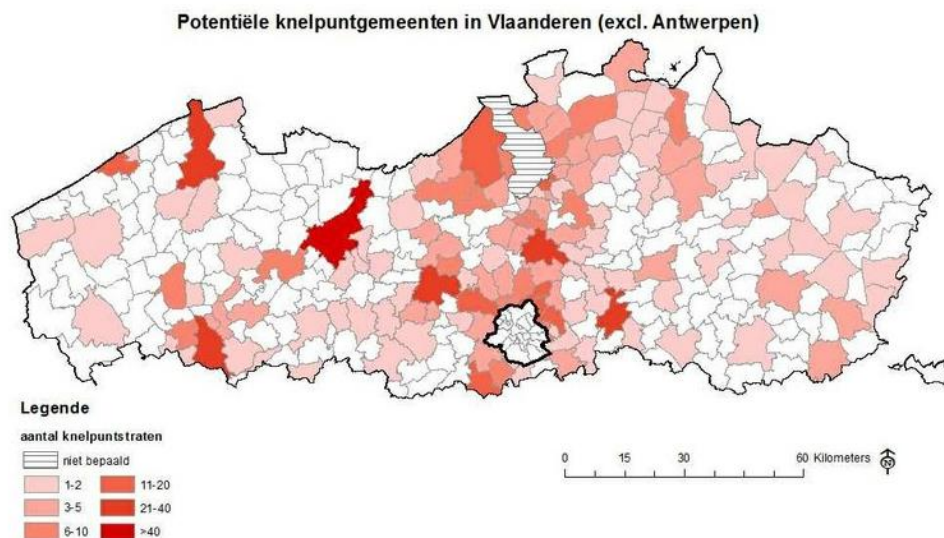 Potentiële knelpuntgemeenten in Vlaanderen (excl. Antwerpen)
Legende
aantal knelpuntstraten
niet bepaald
1-2 11-20
3-5 21-40
6-10 >40
0 15 30 60 Kilometers
N